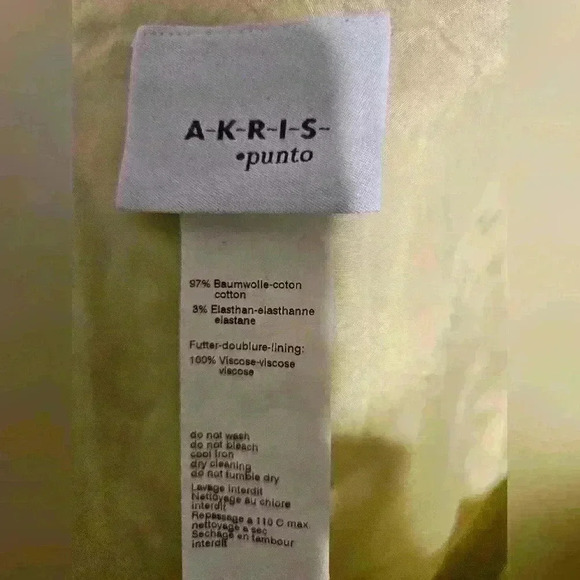 A-K-R-I-S-
•punto
97% Baumwolle-coton
cotton
3% Elasthan-elasthanne
elastane
Futter-doublure-lining:
100% Viscose-viscose
viscose
do not wash
do not bleach
cool iron
dry cleaning
do not tumble dry
Lavage interdit
Nettoyage au chlore
interdit
Repassage a 110 C max.
nettoyage a sec
Sechage en tambour
interdit